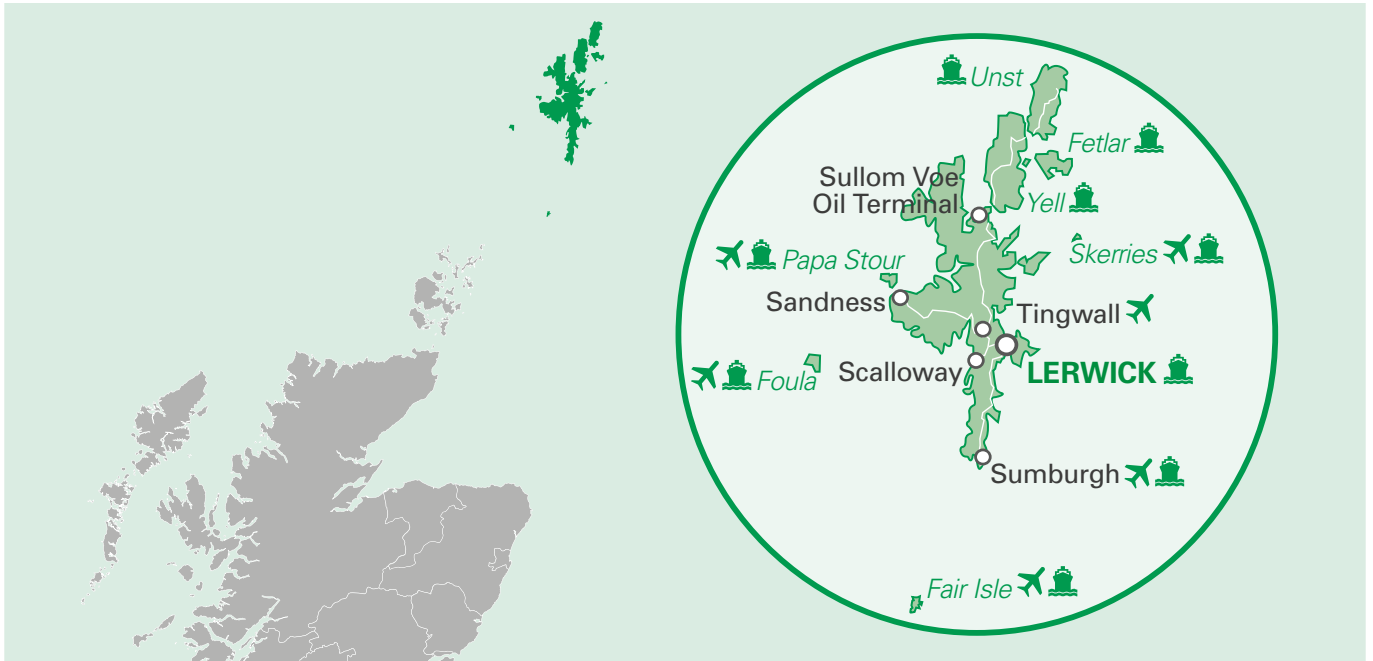 Unst
Fetlar
Sullom Voe
Oil Terminal
Yell
Papa Stour
Skerries
Sandness
Tingwall
Scalloway
LERWICK
Foula
Sumburgh
Fair Isle